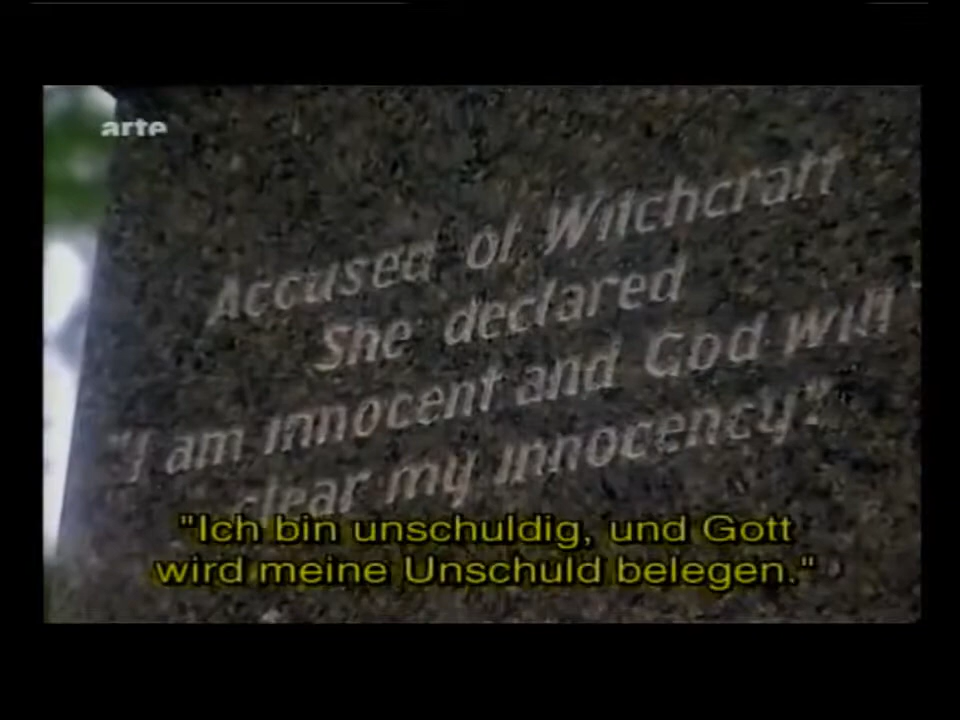 arte
Accused of Witchcraft
She declared
"I am innocent and God will
clear my innocency"
"Ich bin unschuldig, und Gott
wird meine Unschuld belegen."